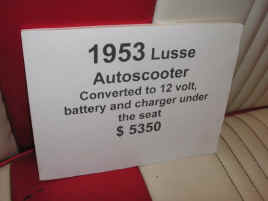 1953 Lusse
Autoscooter
Converted to 12 volt,
battery and charger under
the seat
$ 5350